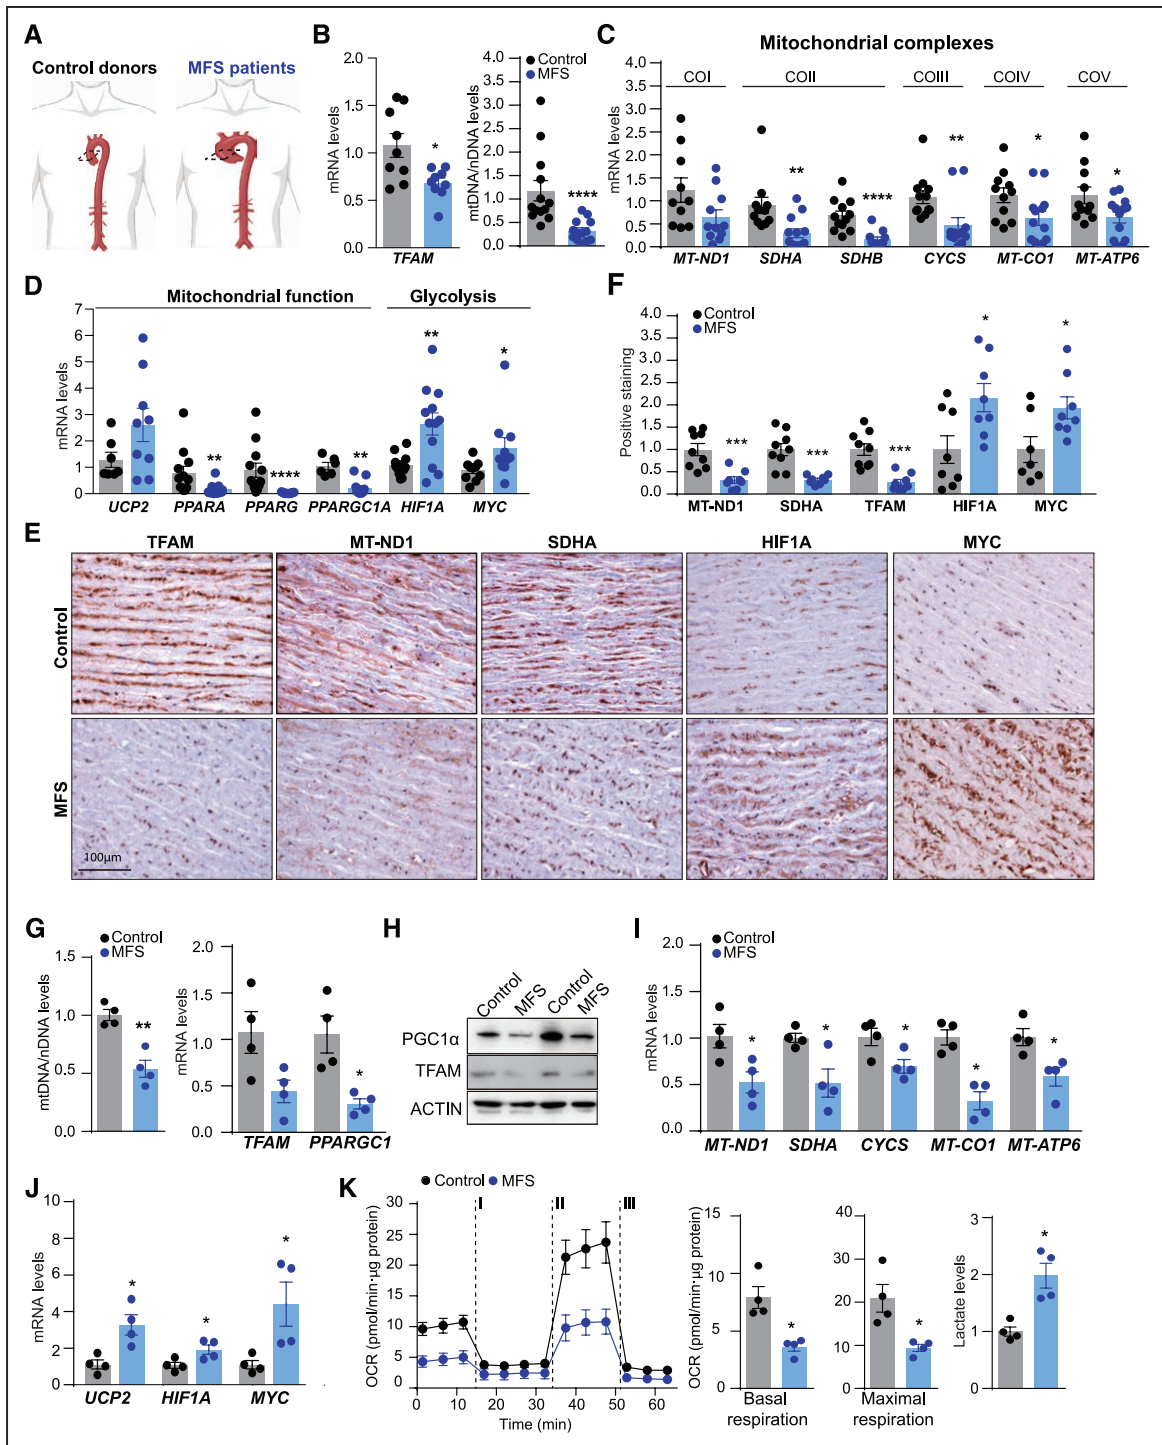 A
Control donors
MFS patients
B
mRNA levels
2.0
1.5
1.0
0.5
0.0
*
TFAM
mtDNA/nDNA levels
4.0
3.5
3.0
2.5
2.0
1.5
1.0
0.5
0.0
Control
MFS
****
C
Mitochondrial complexes
mRNA levels
4.0
3.5
3.0
2.5
2.0
1.5
1.0
0.5
0
COI
COII
COIII
COIV
COV
**
****
**
*
*
MT-ND1
SDHA
SDHB
CYCS
MT-CO1
MT-ATP6
D
Mitochondrial function
Glycolysis
mRNA levels
7
6
5
4
3
2
1
0
**
****
**
**
*
UCP2
PPARA
PPARG
PPARGC1A
HIF1A
MYC
F
Control
MFS
Positive staining
4.0
3.5
3.0
2.5
2.0
1.5
1.0
0.5
0.0
***
***
***
*
*
MT-ND1
SDHA
TFAM
HIF1A
MYC
E
TFAM
MT-ND1
SDHA
HIF1A
MYC
Control
MFS
100µm
G
Control
MFS
mtDNA/nDNA levels
1.5
1.0
0.5
0.0
**
mRNA levels
2.0
1.5
1.0
0.5
0.0
*
TFAM
PPARGC1
H
Control
MFS
Control
MFS
PGC1α
TFAM
ACTIN
I
Control
MFS
mRNA levels
2.0
1.5
1.0
0.5
0.0
*
*
*
*
*
MT-ND1
SDHA
CYCS
MT-CO1
MT-ATP6
J
mRNA levels
10
8
6
4
2
0
*
*
*
UCP2
HIF1A
MYC
K
Control
MFS
OCR (pmol/min·µg protein)
30
25
20
15
10
5
0
I
II
III
0
10
20
30
40
50
60
Time (min)
OCR (pmol/min·µg protein)
15
10
5
0
*
Basal
respiration
40
30
20
10
0
*
Maximal
respiration
Lactate levels
3
2
1
0
*